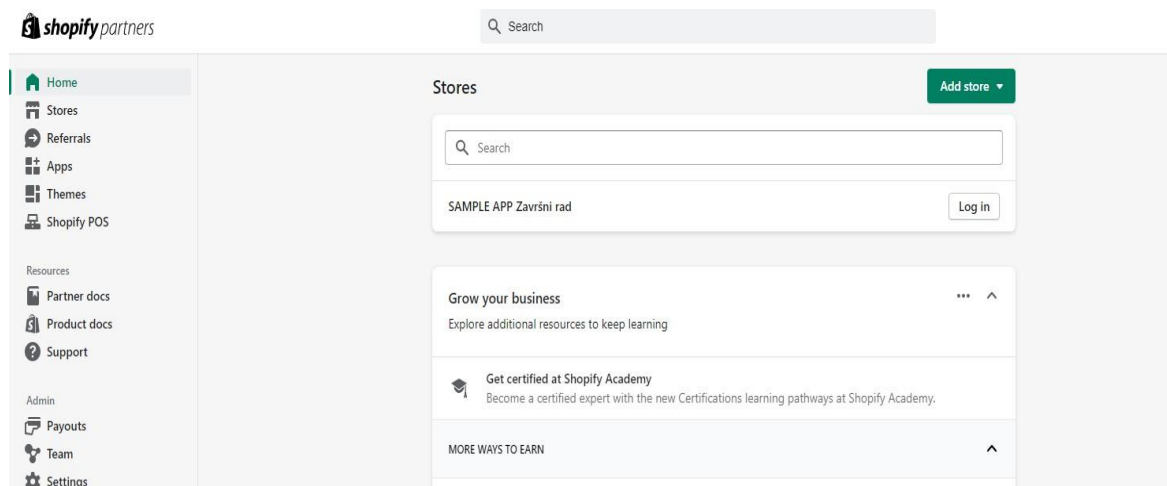 shopify partners
Search
Home
Stores
Referrals
Apps
Themes
Shopify POS
Resources
Partner docs
Product docs
Support
Admin
Payouts
Team
Settings
Stores
Add store
Search
SAMPLE APP Završni rad
Log in
Grow your business
Explore additional resources to keep learning
Get certified at Shopify Academy
Become a certified expert with the new Certifications learning pathways at Shopify Academy.
MORE WAYS TO EARN